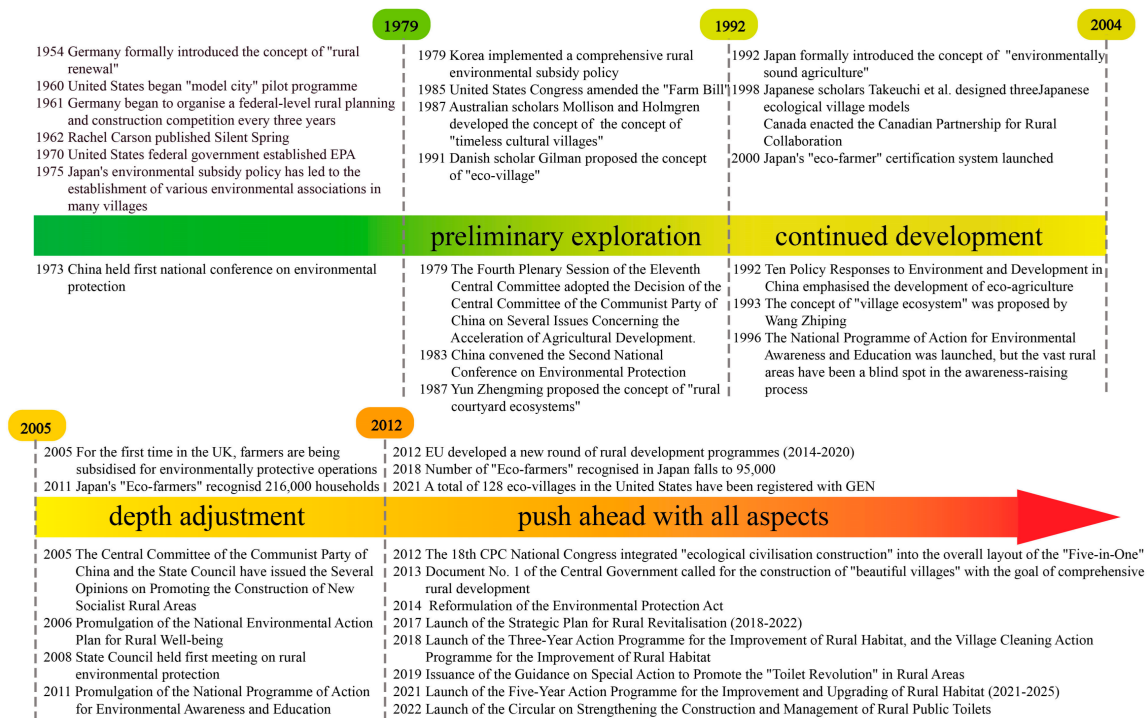 1979
1992
2004
1954 Germany formally introduced the concept of "rural
renewal"
1960 United States began "model city" pilot programme
1961 Germany began to organise a federal-level rural planning
and construction competition every three years
1962 Rachel Carson published Silent Spring
1970 United States federal government established EPA
1975 Japan's environmental subsidy policy has led to the
establishment of various environmental associations in
many villages
1979 Korea implemented a comprehensive rural
environmental subsidy policy
1985 United States Congress amended the "Farm Bill"
1987 Australian scholars Mollison and Holmgren
developed the concept of the concept of
"timeless cultural villages"
1991 Danish scholar Gilman proposed the concept
of "eco-village"
1992 Japan formally introduced the concept of "environmentally
sound agriculture"
1998 Japanese scholars Takeuchi et al. designed threeJapanese
ecological village models
Canada enacted the Canadian Partnership for Rural
Collaboration
2000 Japan's "eco-farmer" certification system launched
preliminary exploration
continued development
1973 China held first national conference on environmental
protection
1979 The Fourth Plenary Session of the Eleventh
Central Committee adopted the Decision of the
Central Committee of the Communist Party of
China on Several Issues Concerning the
Acceleration of Agricultural Development.
1983 China convened the Second National
Conference on Environmental Protection
1987 Yun Zhengming proposed the concept of "rural
courtyard ecosystems"
1992 Ten Policy Responses to Environment and Development in
China emphasised the development of eco-agriculture
1993 The concept of "village ecosystem" was proposed by
Wang Zhiping
1996 The National Programme of Action for Environmental
Awareness and Education was launched, but the vast rural
areas have been a blind spot in the awareness-raising
process
2005
2012
2005 For the first time in the UK, farmers are being
subsidised for environmentally protective operations
2011 Japan's "Eco-farmers" recognisd 216,000 households
2012 EU developed a new round of rural development programmes (2014-2020)
2018 Number of "Eco-farmers" recognised in Japan falls to 95,000
2021 A total of 128 eco-villages in the United States have been registered with GEN
depth adjustment
push ahead with all aspects
2005 The Central Committee of the Communist Party of
China and the State Council have issued the Several
Opinions on Promoting the Construction of New
Socialist Rural Areas
2006 Promulgation of the National Environmental Action
Plan for Rural Well-being
2008 State Council held first meeting on rural
environmental protection
2011 Promulgation of the National Programme of Action
for Environmental Awareness and Education
2012 The 18th CPC National Congress integrated "ecological civilisation construction" into the overall layout of the "Five-in-One"
2013 Document No. 1 of the Central Government called for the construction of "beautiful villages" with the goal of comprehensive
rural development
2014 Reformulation of the Environmental Protection Act
2017 Launch of the Strategic Plan for Rural Revitalisation (2018-2022)
2018 Launch of the Three-Year Action Programme for the Improvement of Rural Habitat, and the Village Cleaning Action
Programme for the Improvement of Rural Habitat
2019 Issuance of the Guidance on Special Action to Promote the "Toilet Revolution" in Rural Areas
2021 Launch of the Five-Year Action Programme for the Improvement and Upgrading of Rural Habitat (2021-2025)
2022 Launch of the Circular on Strengthening the Construction and Management of Rural Public Toilets